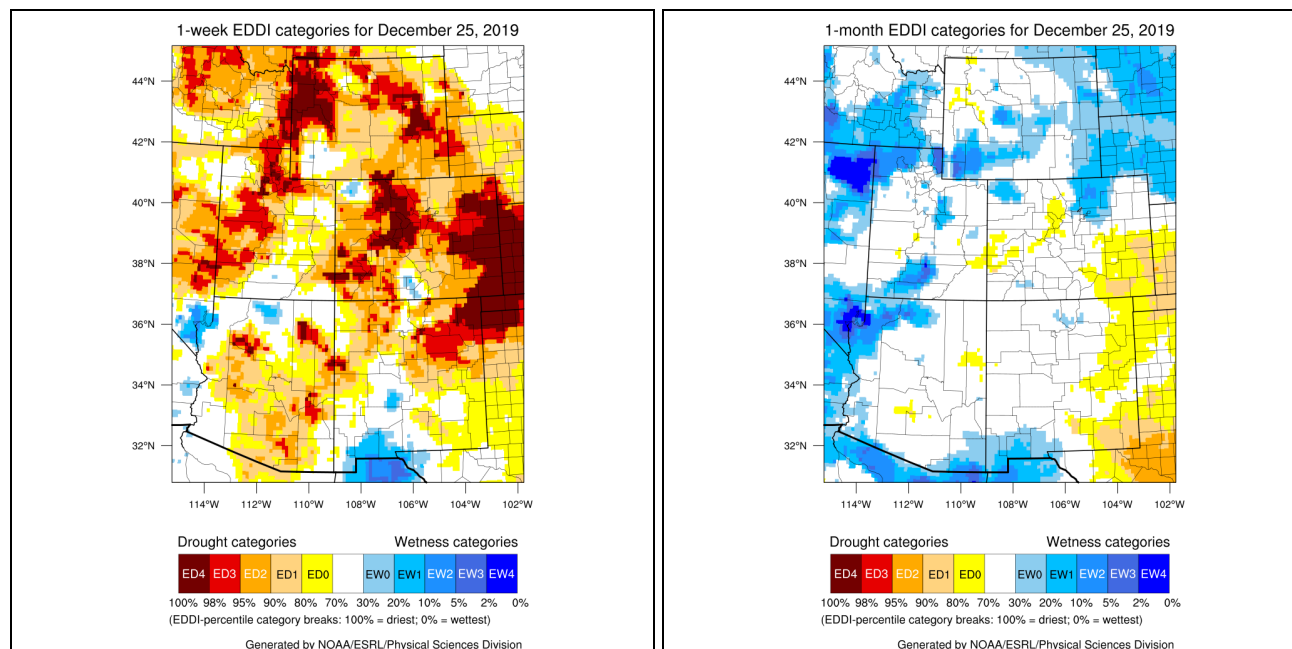 1-week EDDI categories for December 25, 2019
44°N
42°N
40°N
38°N
36°N
34°N
32°N
114°W 112°W 110°W 108°W 106°W 104°W 102°W
Drought categories Wetness categories
ED4 ED3 ED2 ED1 ED0 EW0 EW1 EW2 EW3 EW4
100% 98% 95% 90% 80% 70% 30% 20% 10% 5% 2% 0%
(EDDI-percentile category breaks: 100% = driest; 0% = wettest)
Generated by NOAA/ESRL/Physical Sciences Division
1-month EDDI categories for December 25, 2019
44°N
42°N
40°N
38°N
36°N
34°N
32°N
114°W 112°W 110°W 108°W 106°W 104°W 102°W
Drought categories Wetness categories
ED4 ED3 ED2 ED1 ED0 EW0 EW1 EW2 EW3 EW4
100% 98% 95% 90% 80% 70% 30% 20% 10% 5% 2% 0%
(EDDI-percentile category breaks: 100% = driest; 0% = wettest)
Generated by NOAA/ESRL/Physical Sciences Division